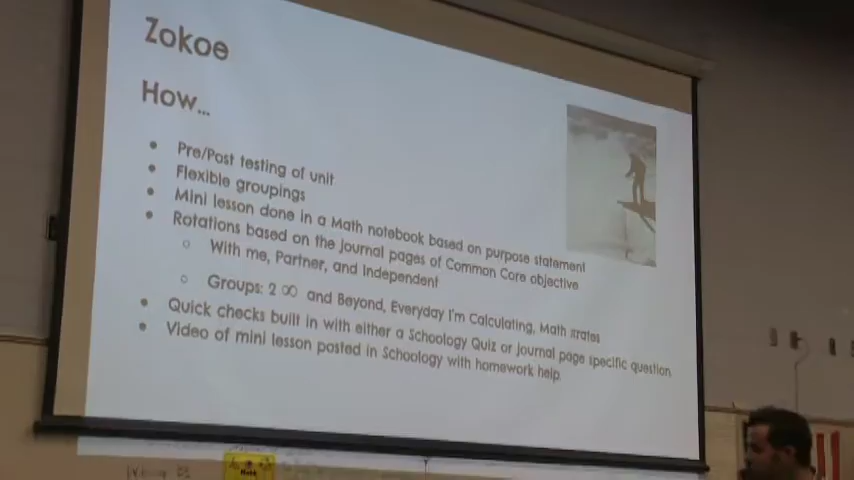 Zokoe
How...
• Pre/Post testing of unit
• Flexible groupings
• Mini lesson done in a Math notebook based on purpose statement
• Rotations based on the journal pages of Common Core objective
○ With me, Partner, and Independent
○ Groups: 2 ∞ and Beyond, Everyday I'm Calculating, Math πrates
• Quick checks built in with either a Schoology Quiz or journal page specific question
• Video of mini lesson posted in Schoology with homework help.